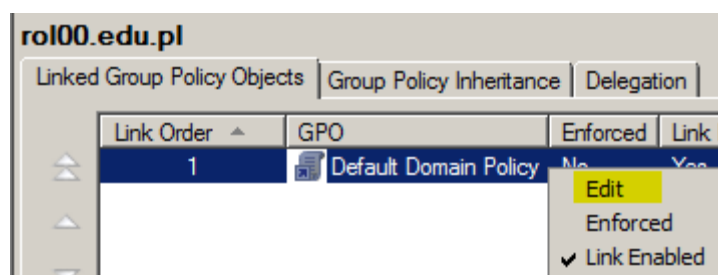 rol00.edu.pl
Linked Group Policy Objects Group Policy Inheritance Delegation
Link Order GPO Enforced Link
1 Default Domain Policy No Yes
Edit
Enforced
Link Enabled